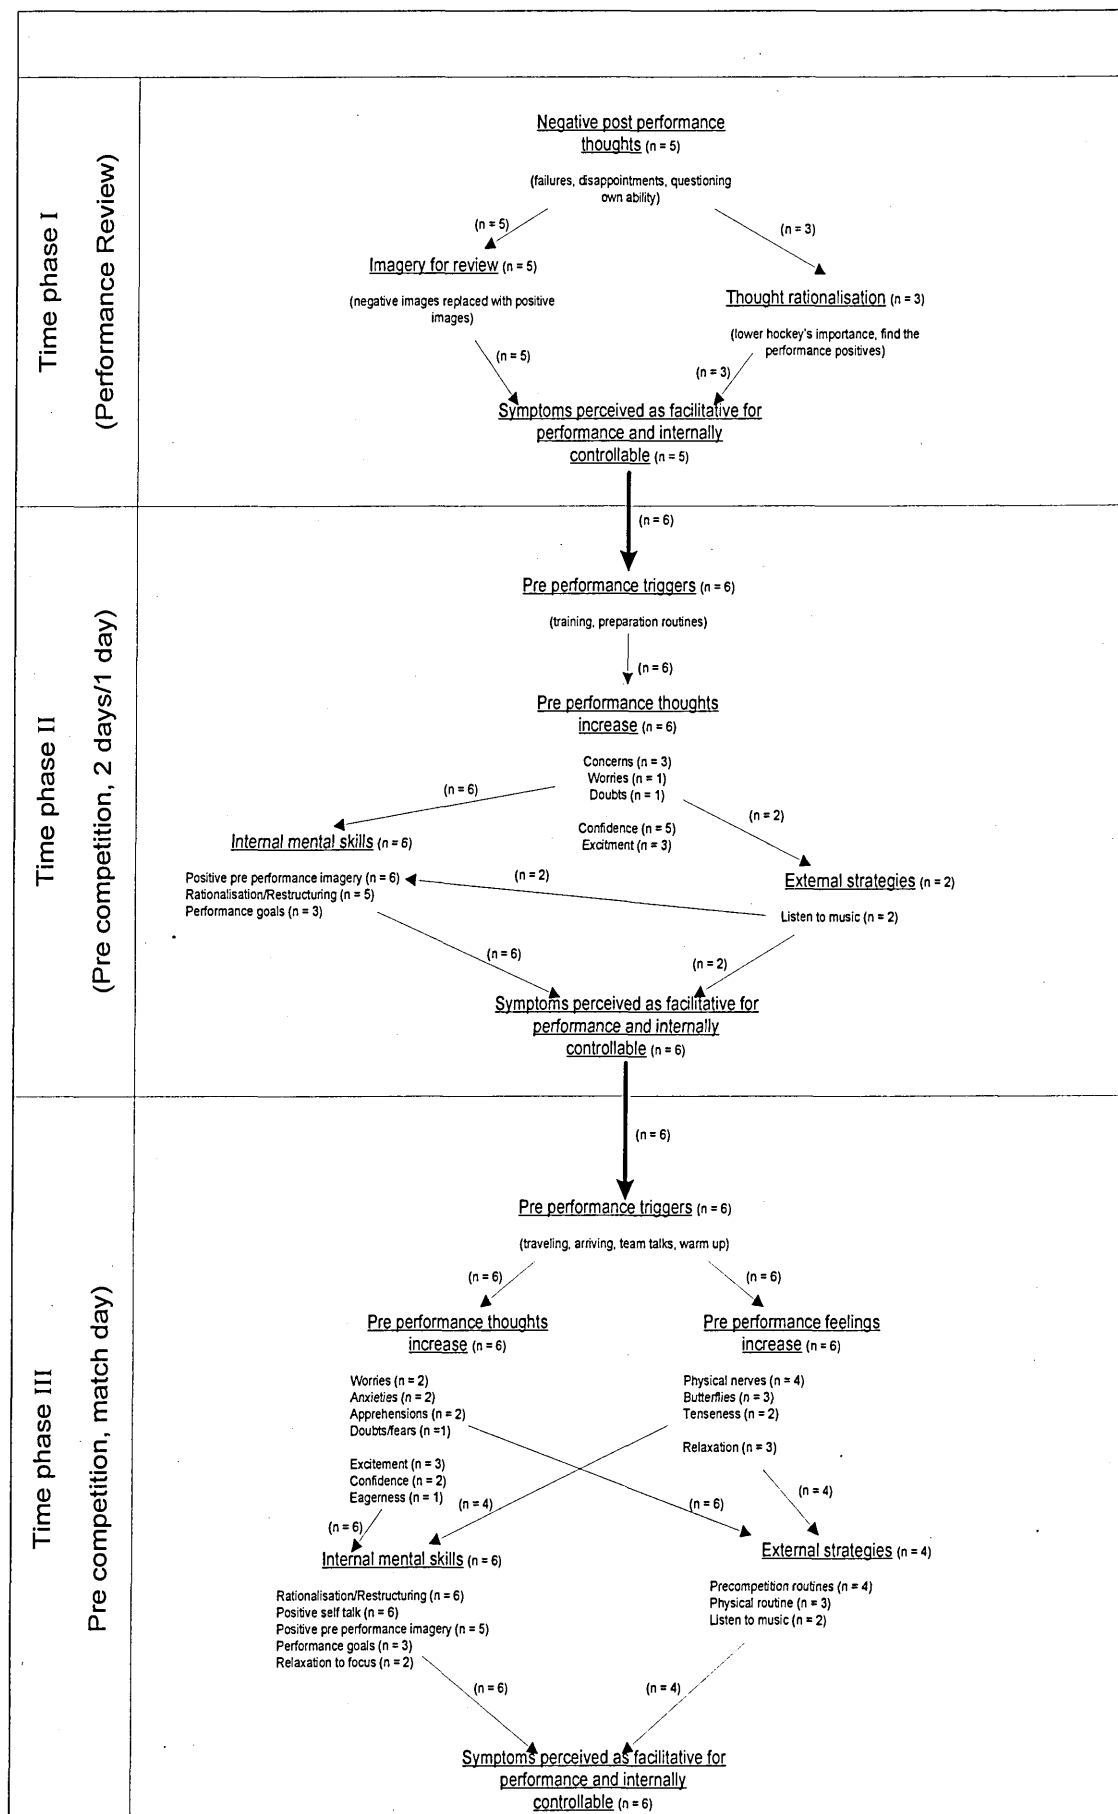 Time phase I
(Performance Review)
Negative post performance
thoughts (n = 5)
(failures, disappointments, questioning
own ability)
(n = 5)
(n = 3)
Imagery for review (n = 5)
(negative images replaced with positive
images)
Thought rationalisation (n = 3)
(lower hockey's importance, find the
performance positives)
(n = 5)
(n = 3)
Symptoms perceived as facilitative for
performance and internally
controllable (n = 5)
Time phase II
(Pre competition, 2 days/1 day)
(n = 6)
Pre performance triggers (n = 6)
(training, preparation routines)
(n = 6)
Pre performance thoughts
increase (n = 6)
Concerns (n = 3)
Worries (n = 1)
Doubts (n = 1)
Confidence (n = 5)
Excitment (n = 3)
(n = 6)
(n = 2)
Internal mental skills (n = 6)
Positive pre performance imagery (n = 6)
Rationalisation/Restructuring (n = 5)
Performance goals (n = 3)
(n = 2)
External strategies (n = 2)
Listen to music (n = 2)
(n = 6)
(n = 2)
Symptoms perceived as facilitative for
performance and internally
controllable (n = 6)
Time phase III
Pre competition, match day)
(n = 6)
Pre performance triggers (n = 6)
(traveling, arriving, team talks, warm up)
(n = 6)
(n = 6)
Pre performance thoughts
increase (n = 6)
Pre performance feelings
increase (n = 6)
Worries (n = 2)
Anxieties (n = 2)
Apprehensions (n = 2)
Doubts/fears (n =1)
Excitement (n = 3)
Confidence (n = 2)
Eagerness (n = 1)
Physical nerves (n = 4)
Butterflies (n = 3)
Tenseness (n = 2)
Relaxation (n = 3)
(n = 6)
(n = 4)
(n = 6)
(n = 4)
Internal mental skills (n = 6)
Rationalisation/Restructuring (n = 6)
Positive self talk (n = 6)
Positive pre performance imagery (n = 5)
Performance goals (n = 3)
Relaxation to focus (n = 2)
External strategies (n = 4)
Precompetition routines (n = 4)
Physical routine (n = 3)
Listen to music (n = 2)
(n = 6)
(n = 4)
Symptoms perceived as facilitative for
performance and internally
controllable (n = 6)